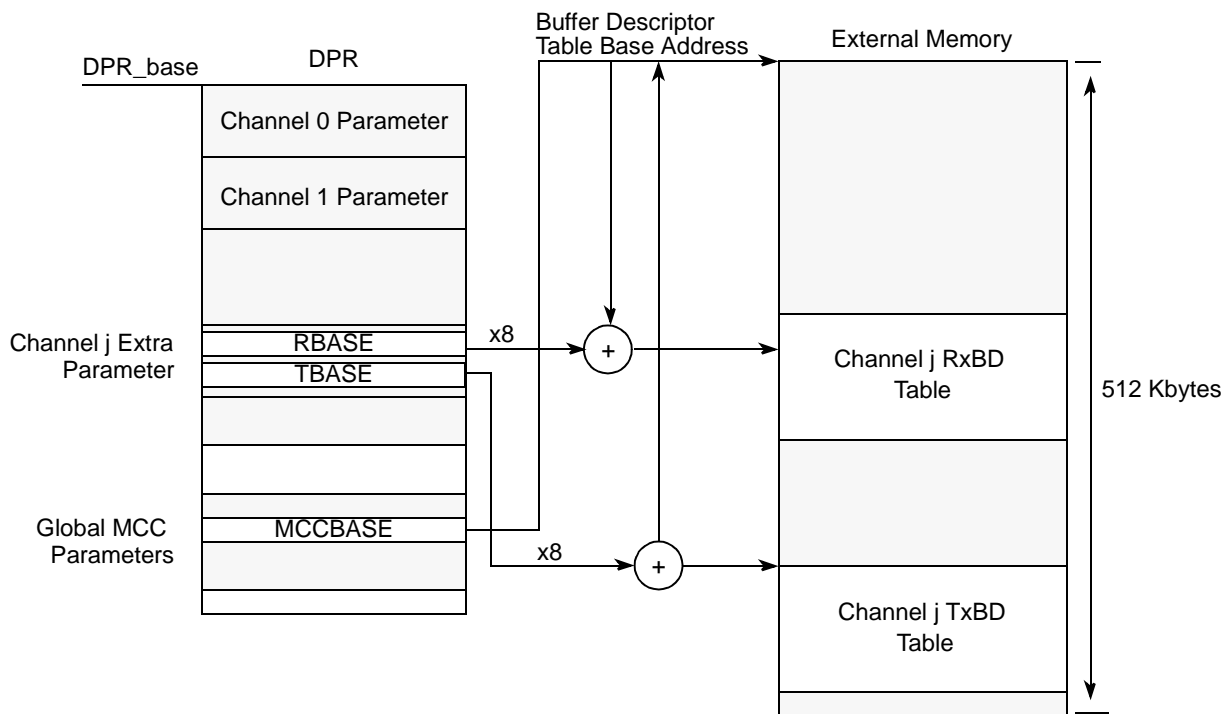 Buffer Descriptor
Table Base Address
External Memory
DPR_base
DPR
Channel 0 Parameter
Channel 1 Parameter
Channel j Extra
Parameter
RBASE
x8
+
TBASE
Channel j RxBD
Table
512 Kbytes
Global MCC
Parameters
MCCBASE
x8
+
Channel j TxBD
Table